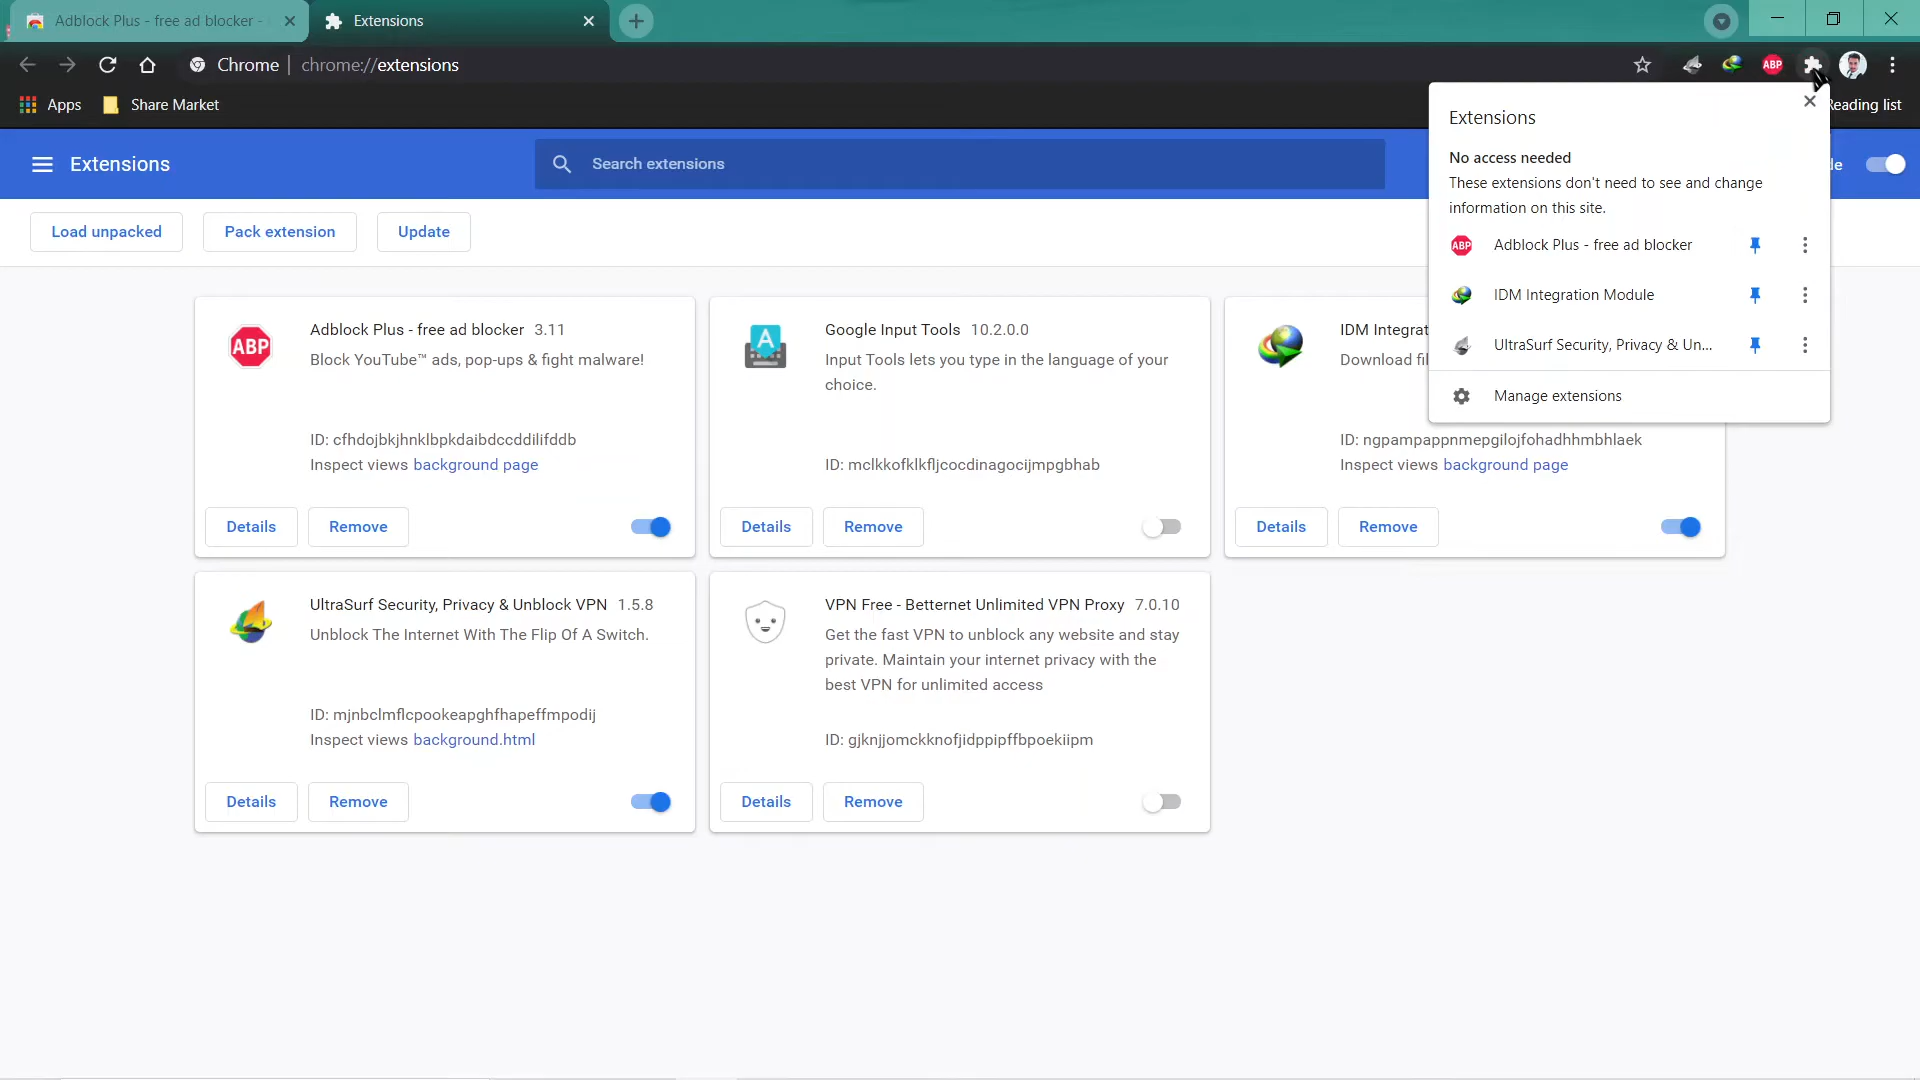 Adblock Plus - free ad blocker -
Extensions
Chrome
chrome://extensions
ABP
Apps
Share Market
Reading list
Extensions
Search extensions
Load unpacked
Pack extension
Update
Extensions
No access needed
These extensions don't need to see and change
information on this site.
ABP
Adblock Plus - free ad blocker
IDM Integration Module
UltraSurf Security, Privacy & Un...
Manage extensions
ABP
Adblock Plus - free ad blocker 3.11
Block YouTube™ ads, pop-ups & fight malware!
ID: cfhdojbkjhnklbpkdaibdccddilifddb
Inspect views background page
Details
Remove
A
Google Input Tools 10.2.0.0
Input Tools lets you type in the language of your
choice.
ID: mclkkofklkfljcocdinagocijmpgbhab
Details
Remove
IDM Integrat
Download fil
ID: ngpampappnmepgilojfohadhhmbhlaek
Inspect views background page
Details
Remove
UltraSurf Security, Privacy & Unblock VPN 1.5.8
Unblock The Internet With The Flip Of A Switch.
ID: mjnbclmflcpookeapghfhapeffmpodij
Inspect views background.html
Details
Remove
VPN Free - Betternet Unlimited VPN Proxy 7.0.10
Get the fast VPN to unblock any website and stay
private. Maintain your internet privacy with the
best VPN for unlimited access
ID: gjknjjomckknofjidppipffbpoekiipm
Details
Remove